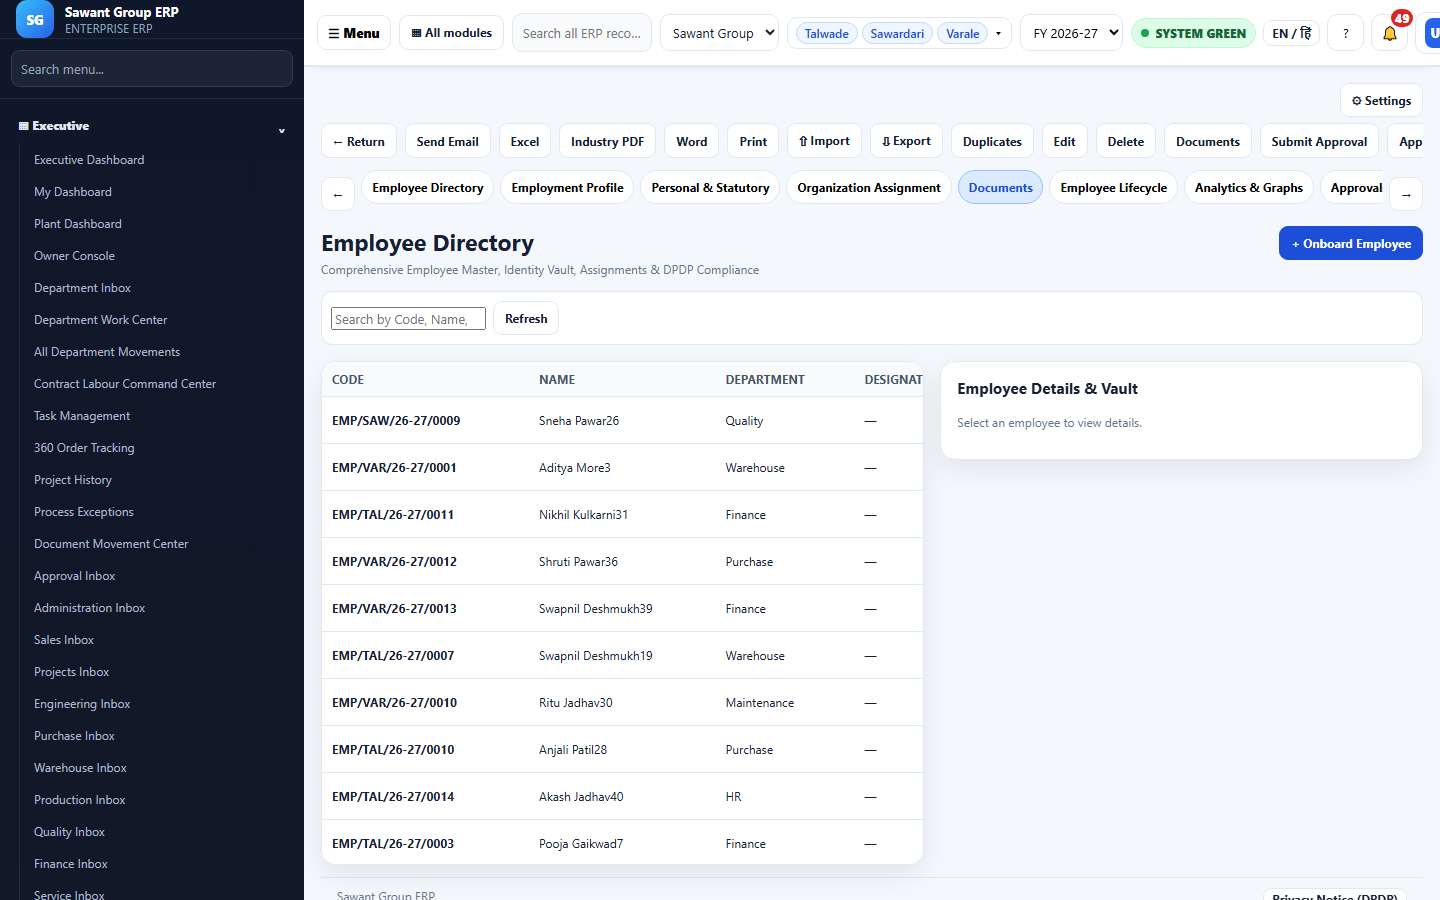 SG
Sawant Group ERP
ENTERPRISE ERP
Search menu...
Executive
Executive Dashboard
My Dashboard
Plant Dashboard
Owner Console
Department Inbox
Department Work Center
All Department Movements
Contract Labour Command Center
Task Management
360 Order Tracking
Project History
Process Exceptions
Document Movement Center
Approval Inbox
Administration Inbox
Sales Inbox
Projects Inbox
Engineering Inbox
Purchase Inbox
Warehouse Inbox
Production Inbox
Quality Inbox
Finance Inbox
Service Inbox
☰ Menu
All modules
Search all ERP reco...
Sawant Group
Talwade Sawardari Varale
FY 2026-27
SYSTEM GREEN
EN / हिं
?
49
U
⚙ Settings
← Return
Send Email
Excel
Industry PDF
Word
Print
⇧ Import
⇩ Export
Duplicates
Edit
Delete
Documents
Submit Approval
App
←
Employee Directory
Employment Profile
Personal & Statutory
Organization Assignment
Documents
Employee Lifecycle
Analytics & Graphs
Approval
→
Employee Directory
+ Onboard Employee
Comprehensive Employee Master, Identity Vault, Assignments & DPDP Compliance
Search by Code, Name,
Refresh
CODE NAME DEPARTMENT DESIGNAT
EMP/SAW/26-27/0009 Sneha Pawar26 Quality —
EMP/VAR/26-27/0001 Aditya More3 Warehouse —
EMP/TAL/26-27/0011 Nikhil Kulkarni31 Finance —
EMP/VAR/26-27/0012 Shruti Pawar36 Purchase —
EMP/VAR/26-27/0013 Swapnil Deshmukh39 Finance —
EMP/TAL/26-27/0007 Swapnil Deshmukh19 Warehouse —
EMP/VAR/26-27/0010 Ritu Jadhav30 Maintenance —
EMP/TAL/26-27/0010 Anjali Patil28 Purchase —
EMP/TAL/26-27/0014 Akash Jadhav40 HR —
EMP/TAL/26-27/0003 Pooja Gaikwad7 Finance —
Employee Details & Vault
Select an employee to view details.
Sawant Group ERP
Privacy Notice (DPDP)